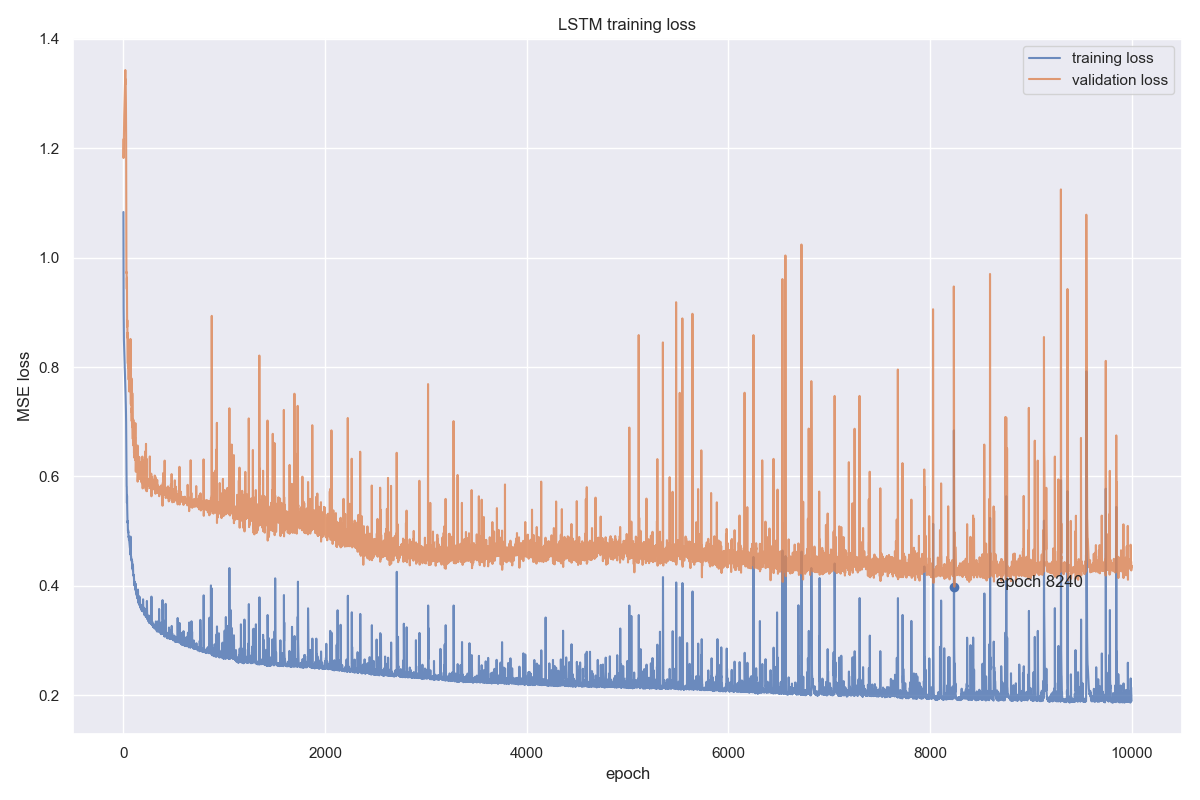 LSTM training loss
training loss
validation loss
MSE loss
1.4
1.2
1.0
0.8
0.6
0.4
0.2
epoch 8240
0
2000
4000
6000
8000
10000
epoch